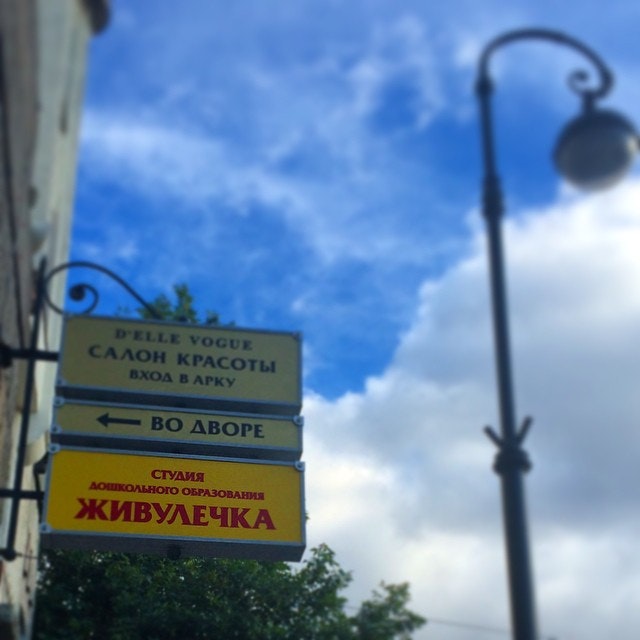 D'ELLE VOGUE
САЛОН КРАСОТЫ
ВХОД В АРКУ
ВО ДВОРЕ
СТУДИЯ
ДОШКОЛЬНОГО ОБРАЗОВАНИЯ
ЖИВУЛЕЧКА